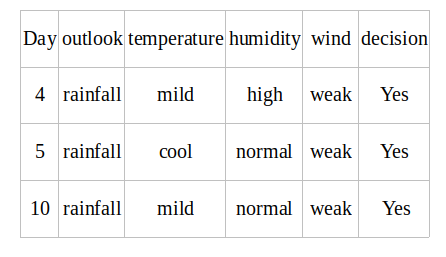 Day outlook temperature humidity wind decision
4 rainfall mild high weak Yes
5 rainfall cool normal weak Yes
10 rainfall mild normal weak Yes